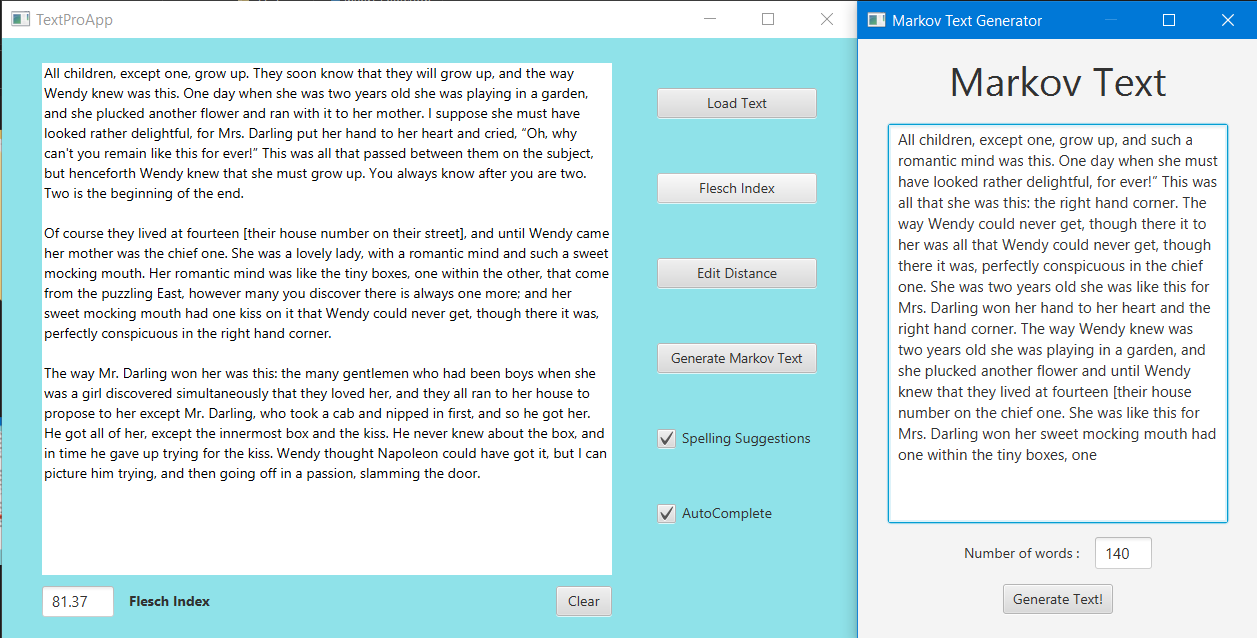 TextProApp
All children, except one, grow up. They soon know that they will grow up, and the way
Wendy knew was this. One day when she was two years old she was playing in a garden,
and she plucked another flower and ran with it to her mother. I suppose she must have
looked rather delightful, for Mrs. Darling put her hand to her heart and cried, “Oh, why
can't you remain like this for ever!” This was all that passed between them on the subject,
but henceforth Wendy knew that she must grow up. You always know after you are two.
Two is the beginning of the end.
Of course they lived at fourteen [their house number on their street], and until Wendy came
her mother was the chief one. She was a lovely lady, with a romantic mind and such a sweet
mocking mouth. Her romantic mind was like the tiny boxes, one within the other, that come
from the puzzling East, however many you discover there is always one more; and her
sweet mocking mouth had one kiss on it that Wendy could never get, though there it was,
perfectly conspicuous in the right hand corner.
The way Mr. Darling won her was this: the many gentlemen who had been boys when she
was a girl discovered simultaneously that they loved her, and they all ran to her house to
propose to her except Mr. Darling, who took a cab and nipped in first, and so he got her.
He got all of her, except the innermost box and the kiss. He never knew about the box, and
in time he gave up trying for the kiss. Wendy thought Napoleon could have got it, but I can
picture him trying, and then going off in a passion, slamming the door.
81.37
Flesch Index
Clear
Load Text
Flesch Index
Edit Distance
Generate Markov Text
Spelling Suggestions
AutoComplete
Markov Text Generator
Markov Text
All children, except one, grow up, and such a
romantic mind was this. One day when she must
have looked rather delightful, for ever!” This was
all that she was this: the right hand corner. The
way Wendy could never get, though there it to
her was all that Wendy could never get, though
there it was, perfectly conspicuous in the chief
one. She was two years old she was like this for
Mrs. Darling won her hand to her heart and the
right hand corner. The way Wendy knew was
two years old she was playing in a garden, and
she plucked another flower and until Wendy
knew that they lived at fourteen [their house
number on the chief one. She was like this for
Mrs. Darling won her sweet mocking mouth had
one within the tiny boxes, one
Number of words :
140
Generate Text!